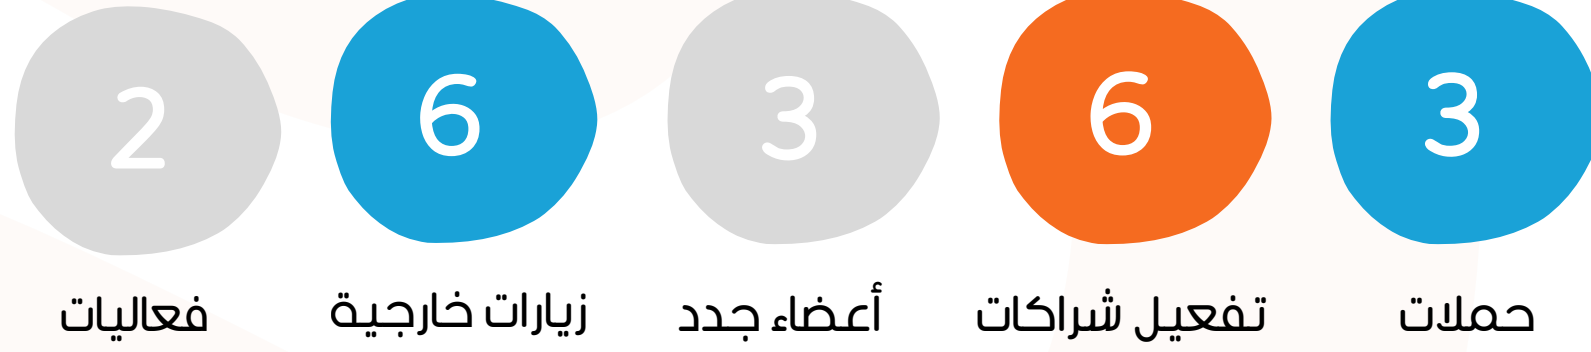 3
حملات
6
تفعيل شراكات
3
أعضاء جدد
6
زيارات خارجية
2
فعاليات